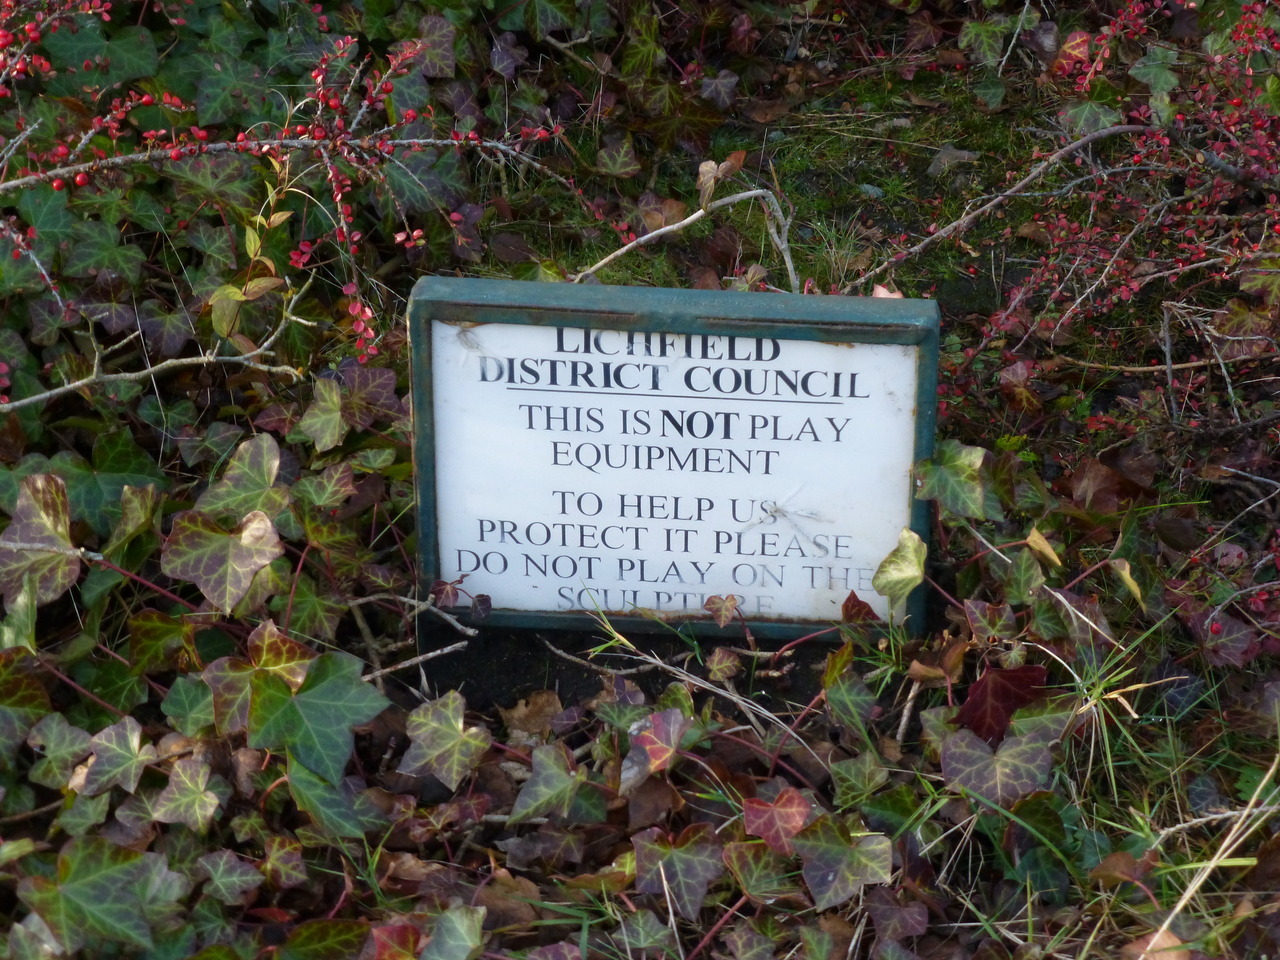 LICHFIELD
DISTRICT COUNCIL
THIS IS NOT PLAY
EQUIPMENT
TO HELP US
PROTECT IT PLEASE
DO NOT PLAY ON THE
SCULPTURE.